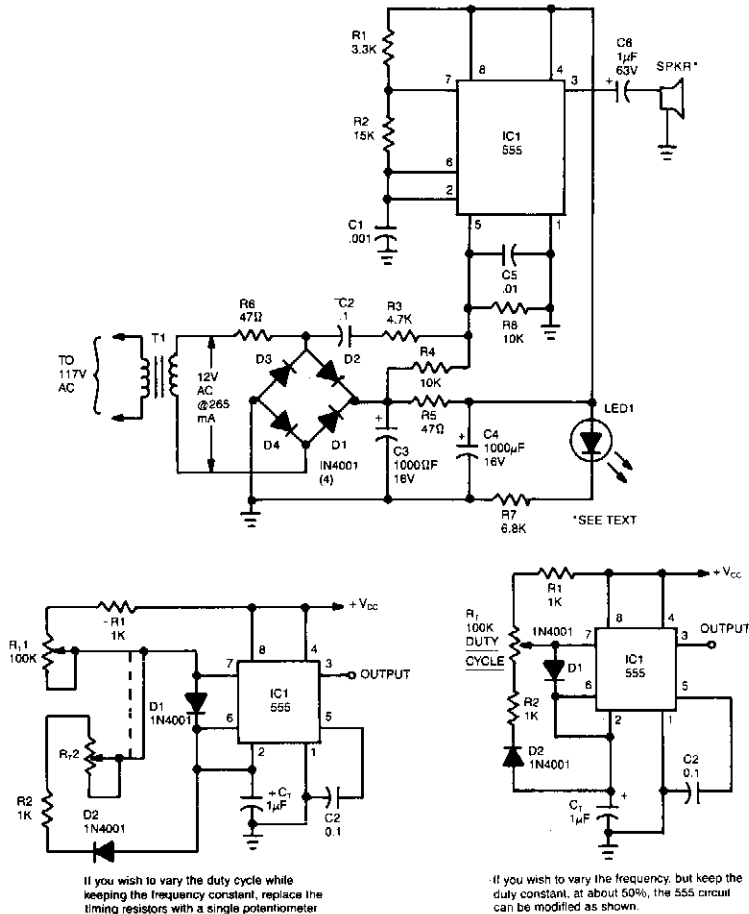 R1
3.3K
8
4
C6
1µF
63V
SPKR*
7
3
+
R2
15K
IC1
555
6
2
C1
.001
5
1
C5
.01
R6
47Ω
C2
.1
R3
4.7K
R8
10K
T1
TO
117V
AC
12V
AC
@265
mA
D3
D2
R4
10K
D4
D1
R5
47Ω
LED1
+
C3
1000ΩF
16V
+
C4
1000µF
16V
IN4001
(4)
R7
6.8K
*SEE TEXT
+ VCC
R1
1K
RT1
100K
8
4
7
3
OUTPUT
D1
1N4001
IC1
555
6
5
RT2
2
1
R2
1K
D2
1N4001
+ CT
1µF
C2
0.1
If you wish to vary the duty cycle while
keeping the frequency constant, replace the
timing resistors with a single potentiometer
+ VCC
R1
1K
RT
100K
DUTY
CYCLE
1N4001
8
4
7
3
OUTPUT
D1
IC1
555
6
5
R2
1K
2
1
D2
1N4001
+
CT
1µF
C2
0.1
If you wish to vary the frequency, but keep the
duty constant, at about 50%, the 555 circuit
can be modified as shown.